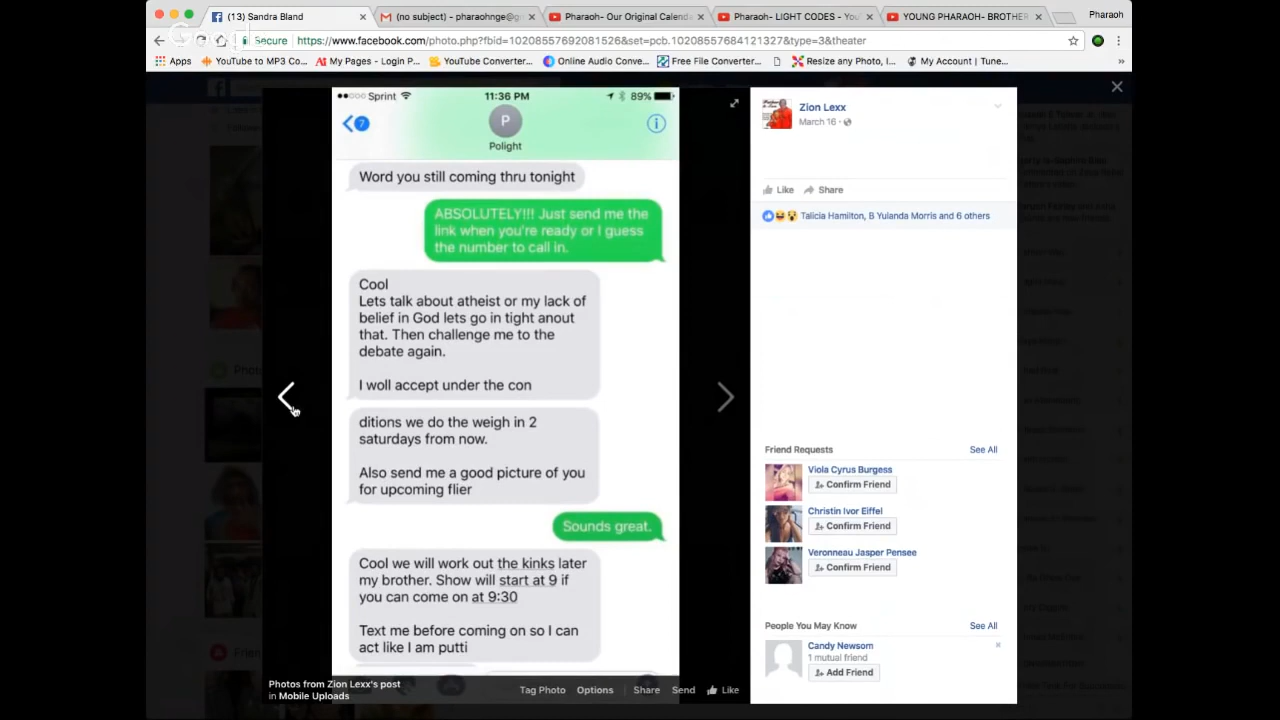 (13) Sandra Bland
(no subject) - pharaohnge@g
Pharaoh- Our Original Calenda
Pharaoh- LIGHT CODES - You
YOUNG PHARAOH- BROTHER
Pharaoh
Secure
https://www.facebook.com/photo.php?fbid=10208557692081526&set=pcb.10208557684121327&type=3&theater
Apps
YouTube to MP3 Co...
My Pages - Login P...
YouTube Converter...
Online Audio Conve...
Free File Converter...
Resize any Photo, I...
My Account | Tune...
Sprint
11:36 PM
89%
7
P
Polight
Word you still coming thru tonight
ABSOLUTELY!!! Just send me the
link when you're ready or I guess
the number to call in.
Cool
Lets talk about atheist or my lack of
belief in God lets go in tight anout
that. Then challenge me to the
debate again.
I woll accept under the con
ditions we do the weigh in 2
saturdays from now.
Also send me a good picture of you
for upcoming flier
Sounds great.
Cool we will work out the kinks later
my brother. Show will start at 9 if
you can come on at 9:30
Text me before coming on so I can
act like I am putti
Photos from Zion Lexx's post
in Mobile Uploads
Tag Photo
Options
Share
Send
Like
Zion Lexx
March 16
Like
Share
Talicia Hamilton, B Yulanda Morris and 6 others
Friend Requests
See All
Viola Cyrus Burgess
Confirm Friend
Christin Ivor Eiffel
Confirm Friend
Veronneau Jasper Pensee
Confirm Friend
People You May Know
See All
Candy Newsom
1 mutual friend
Add Friend